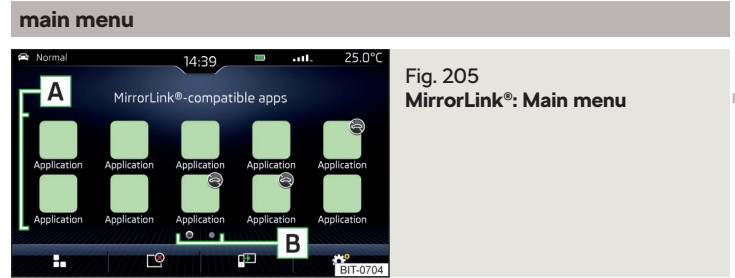 main menu
Normal 14:39 25.0°C
A
MirrorLink®-compatible apps
Application Application Application Application Application
Application Application Application Application Application
B
BIT-0704
Fig. 205
MirrorLink®: Main menu